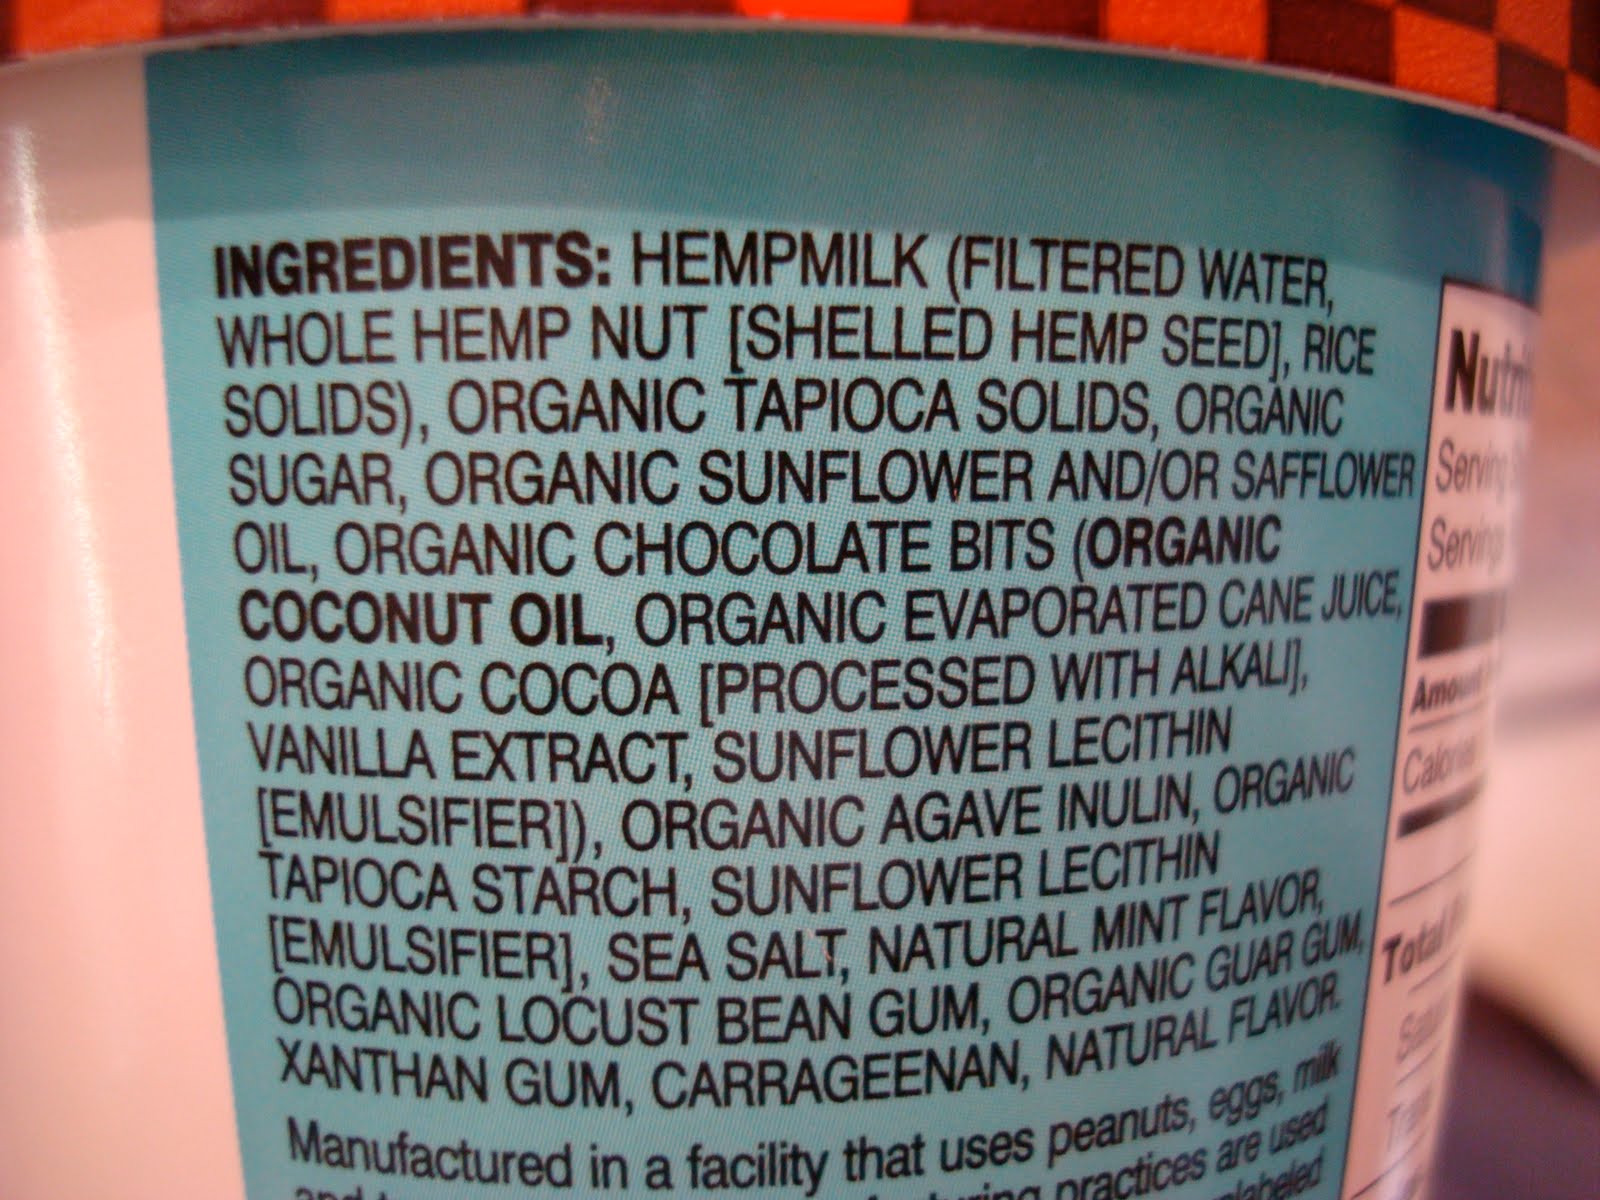 INGREDIENTS: HEMPMILK (FILTERED WATER,
WHOLE HEMP NUT [SHELLED HEMP SEED], RICE
SOLIDS), ORGANIC TAPIOCA SOLIDS, ORGANIC
SUGAR, ORGANIC SUNFLOWER AND/OR SAFFLOWER
OIL, ORGANIC CHOCOLATE BITS (ORGANIC
COCONUT OIL, ORGANIC EVAPORATED CANE JUICE,
ORGANIC COCOA [PROCESSED WITH ALKALI],
VANILLA EXTRACT, SUNFLOWER LECITHIN
[EMULSIFIER]), ORGANIC AGAVE INULIN, ORGANIC
TAPIOCA STARCH, SUNFLOWER LECITHIN
[EMULSIFIER], SEA SALT, NATURAL MINT FLAVOR,
ORGANIC LOCUST BEAN GUM, ORGANIC GUAR GUM,
XANTHAN GUM, CARRAGEENAN, NATURAL FLAVOR.
Manufactured in a facility that uses peanuts, eggs, milk
practices are used
Serving
Total